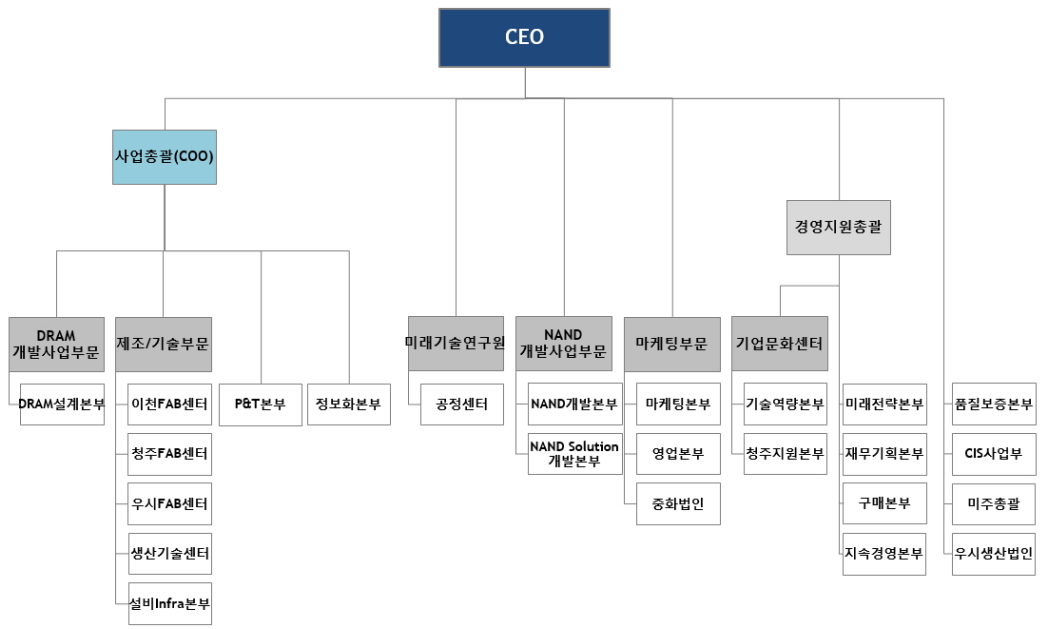 CEO
사업총괄(COO)
경영지원총괄
DRAM
개발사업부문
제조/기술부문
미래기술연구원
NAND
개발사업부문
마케팅부문
기업문화센터
DRAM설계본부
이천FAB센터
P&T본부
정보화본부
공정센터
NAND개발본부
마케팅본부
기술역량본부
미래전략본부
품질보증본부
청주FAB센터
NAND Solution
개발본부
영업본부
청주지원본부
재무기획본부
CIS사업부
우시FAB센터
중화법인
구매본부
미주총괄
생산기술센터
지속경영본부
우시생산법인
설비Infra본부